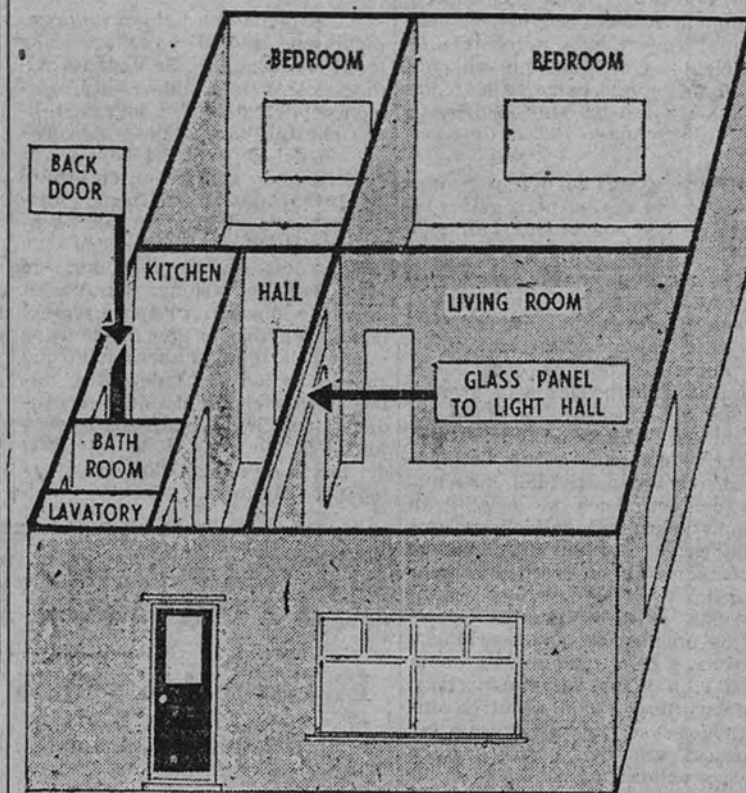 BEDROOM
BEDROOM
BACK
DOOR
KITCHEN
HALL
LIVING ROOM
GLASS PANEL
TO LIGHT HALL
BATH
ROOM
LAVATORY